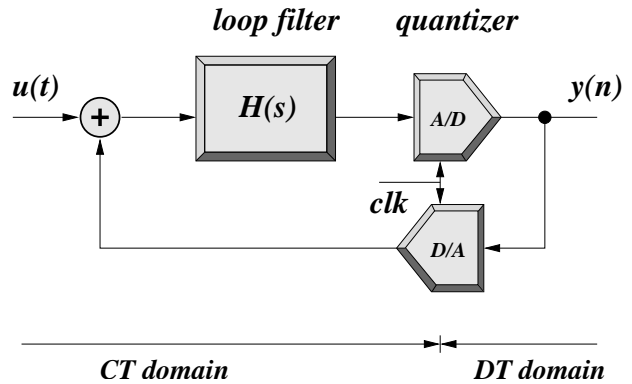 loop filter quantizer
u(t) + H(s) A/D y(n)
clk
D/A
CT domain DT domain